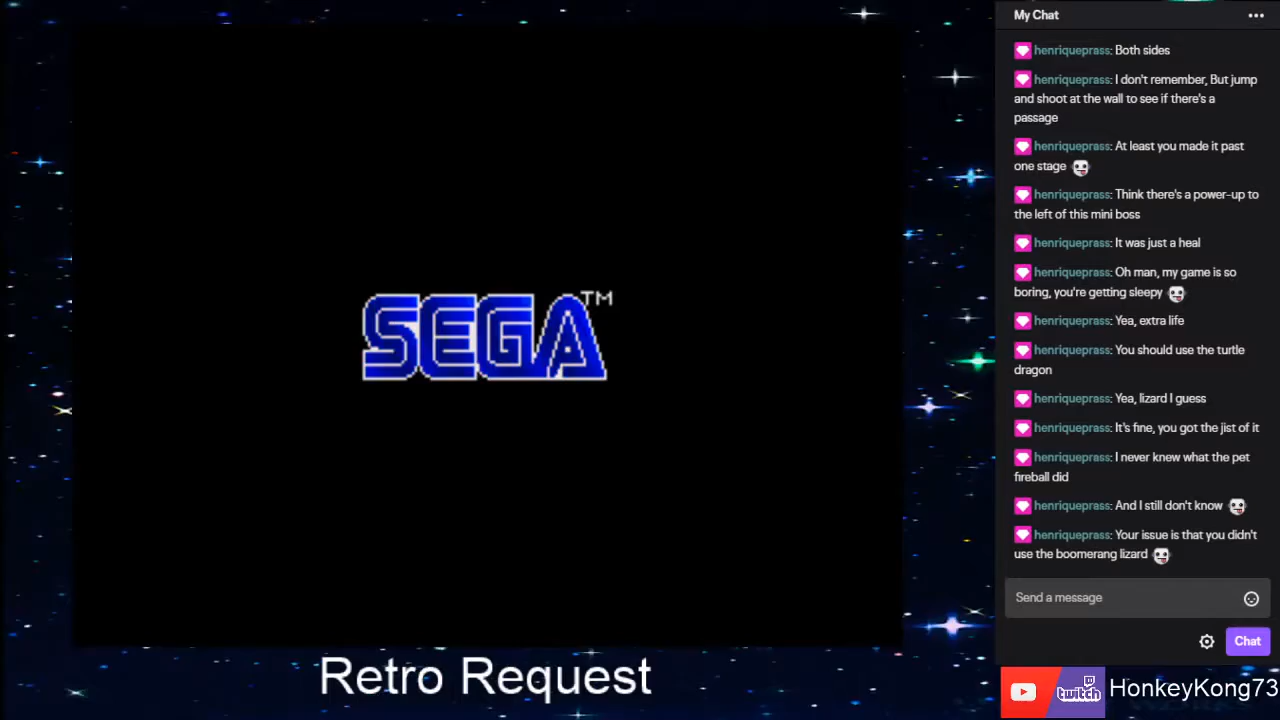 SEGA™
Retro Request
My Chat
henriqueprass: Both sides
henriqueprass: I don't remember, But jump
and shoot at the wall to see if there's a
passage
henriqueprass: At least you made it past
one stage
henriqueprass: Think there's a power-up to
the left of this mini boss
henriqueprass: It was just a heal
henriqueprass: Oh man, my game is so
boring, you're getting sleepy
henriqueprass: Yea, extra life
henriqueprass: You should use the turtle
dragon
henriqueprass: Yea, lizard I guess
henriqueprass: It's fine, you got the jist of it
henriqueprass: I never knew what the pet
fireball did
henriqueprass: And I still don't know
henriqueprass: Your issue is that you didn't
use the boomerang lizard
Send a message
Chat
twitch HonkeyKong73